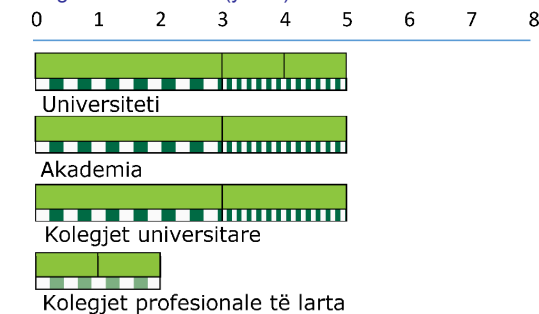 0 1 2 3 4 5 6 7 8
Universiteti
Akademia
Kolegjet universitare
Kolegjet profesionale të larta